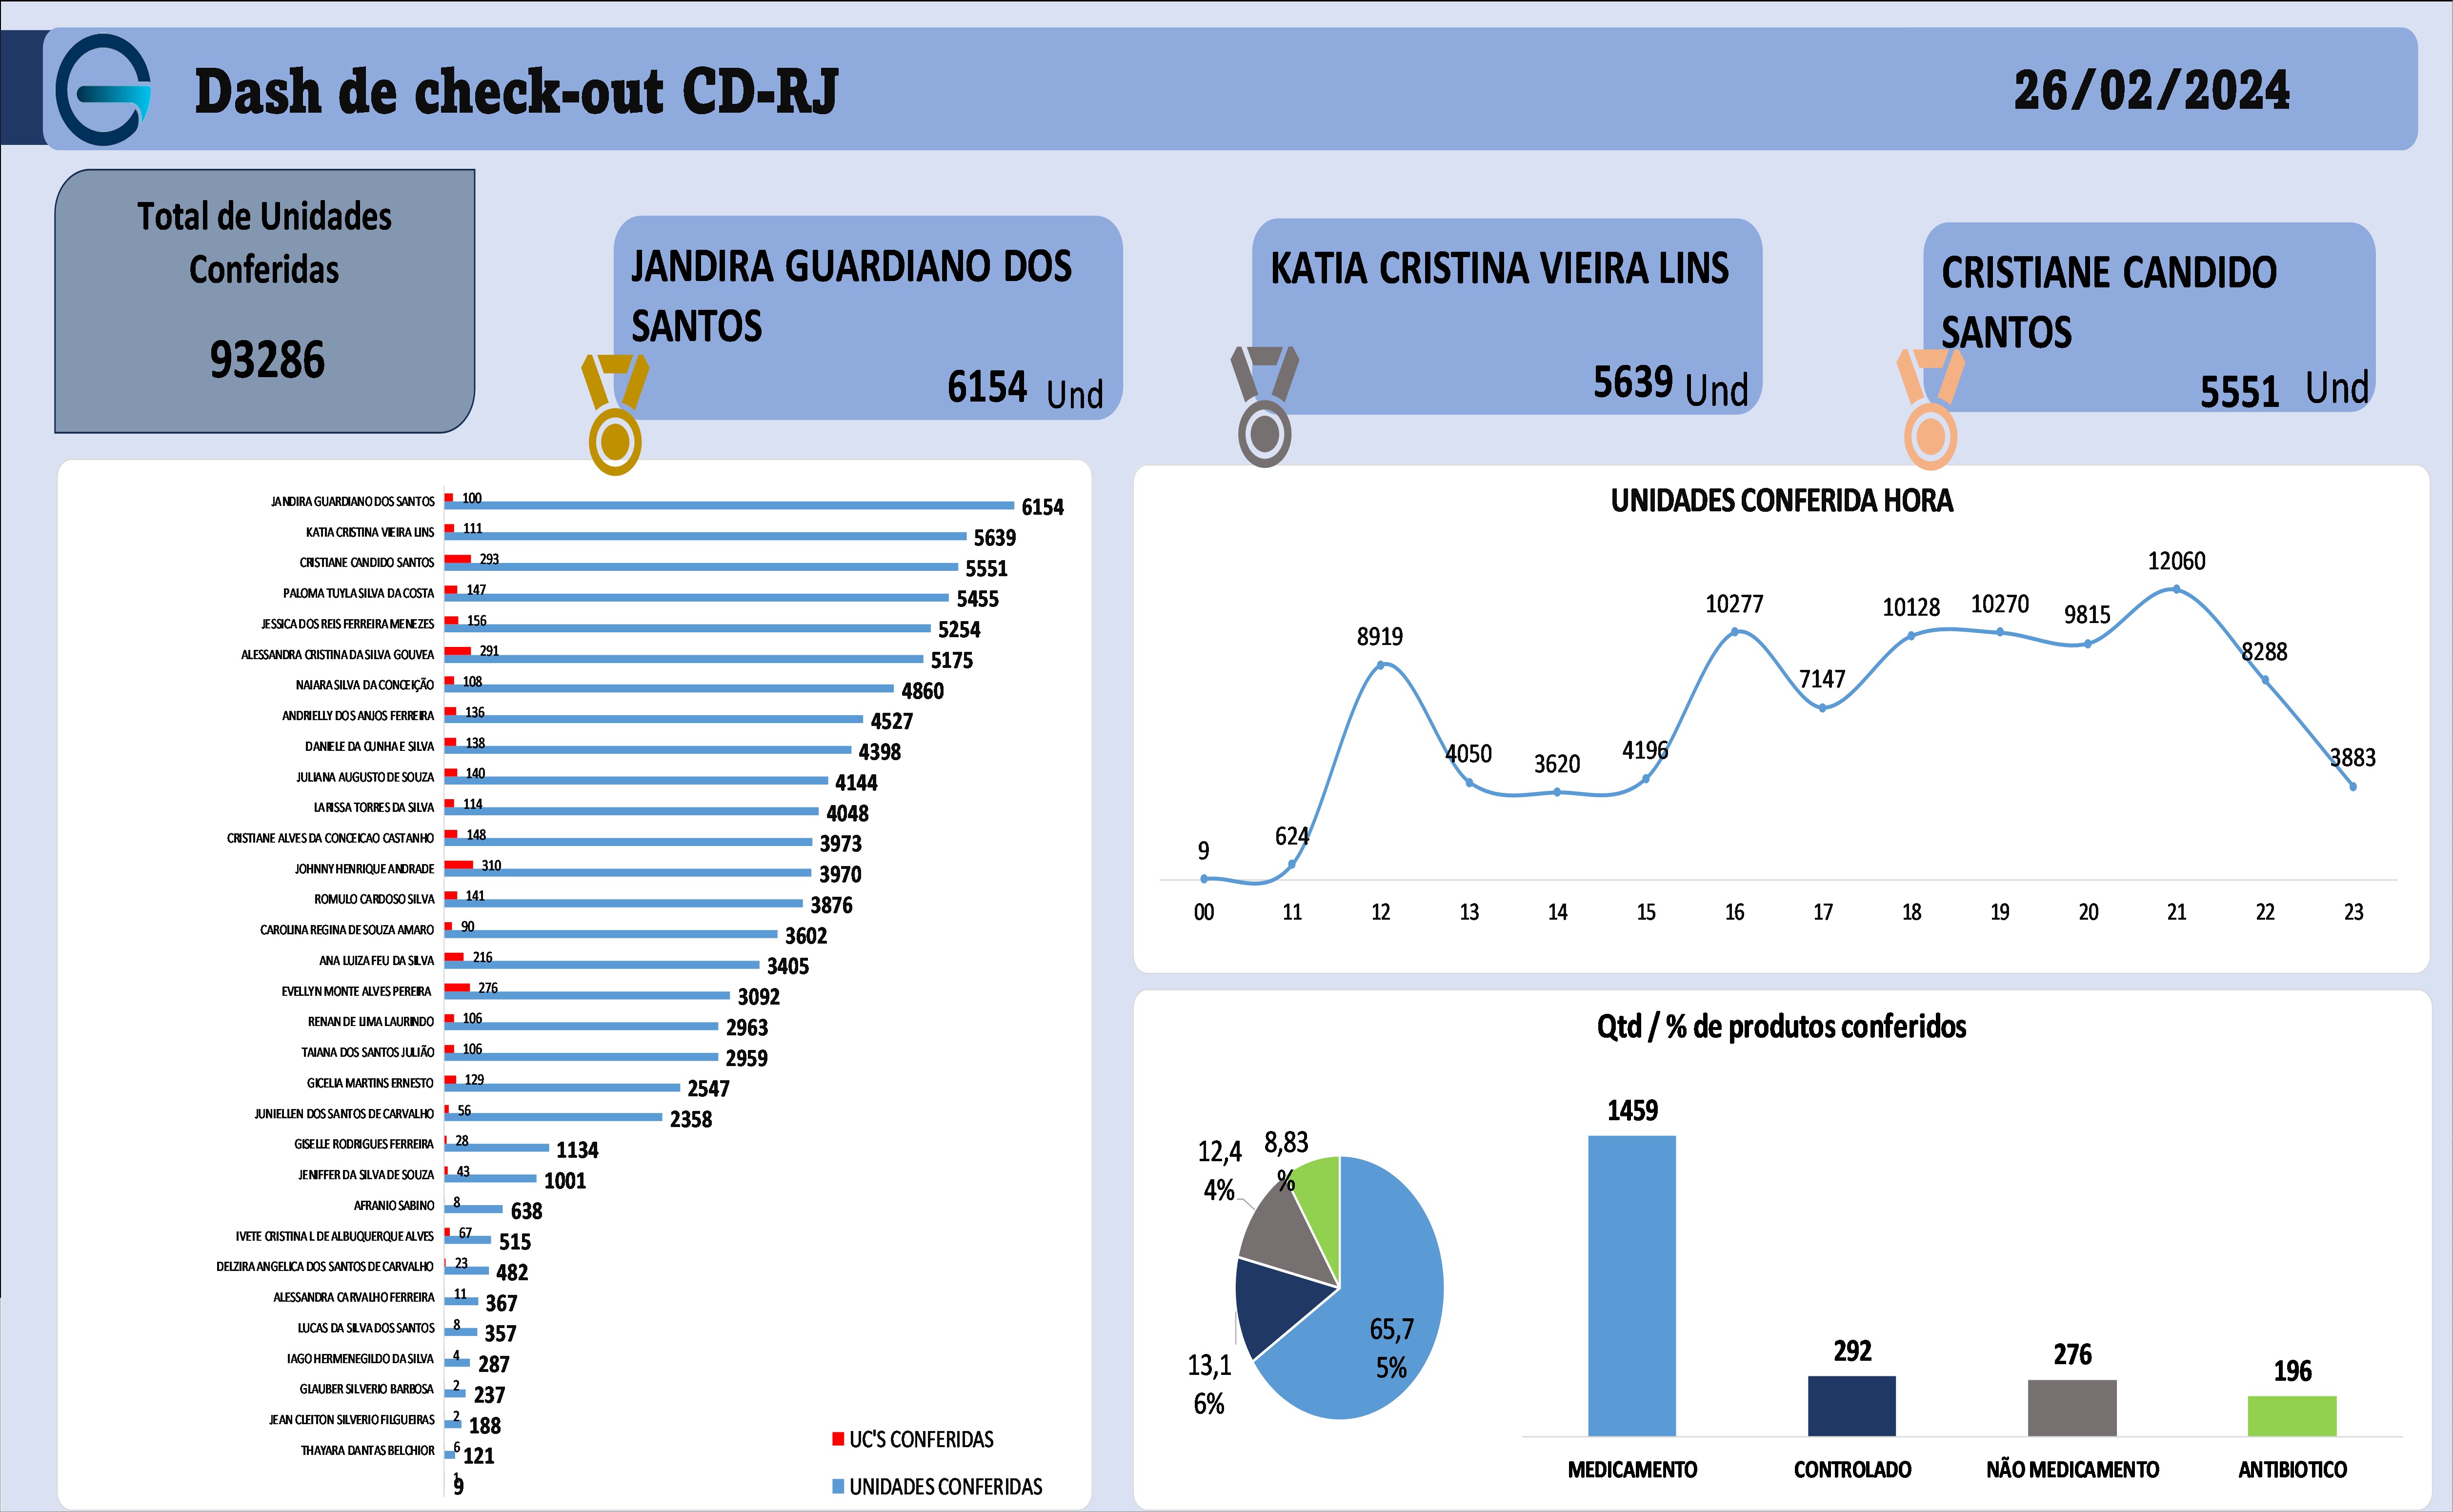 Dash de check-out CD-RJ
26/02/2024
Total de Unidades
Conferidas
93286
JANDIRA GUARDIANO DOS
SANTOS
6154 Und
KATIA CRISTINA VIEIRA LINS
5639 Und
CRISTIANE CANDIDO
SANTOS
5551 Und
JANDIRA GUARDIANO DOS SANTOS 100 6154
KATIA CRISTINA VIEIRA LINS 111 5639
CRISTIANE CANDIDO SANTOS 293 5551
PALOMA TUYLA SILVA DA COSTA 147 5455
JESSICA DOS REIS FERREIRA MENEZES 156 5254
ALESSANDRA CRISTINA DA SILVA GOUVEA 291 5175
NAIARA SILVA DA CONCEIÇÃO 108 4860
ANDRIELLY DOS ANJOS FERREIRA 136 4527
DANIELE DA CUNHA E SILVA 138 4398
JULIANA AUGUSTO DE SOUZA 140 4144
LARISSA TORRES DA SILVA 114 4048
CRISTIANE ALVES DA CONCEICAO CASTANHO 148 3973
JOHNNY HENRIQUE ANDRADE 310 3970
ROMULO CARDOSO SILVA 141 3876
CAROLINA REGINA DE SOUZA AMARO 90 3602
ANA LUIZA FEU DA SILVA 216 3405
EVELLYN MONTE ALVES PEREIRA 276 3092
RENAN DE LIMA LAURINDO 106 2963
TAIANA DOS SANTOS JULIÃO 106 2959
GICELIA MARTINS ERNESTO 129 2547
JUNIELLEN DOS SANTOS DE CARVALHO 56 2358
GISELLE RODRIGUES FERREIRA 28 1134
JENIFFER DA SILVA DE SOUZA 43 1001
AFRANIO SABINO 8 638
IVETE CRISTINA L DE ALBUQUERQUE ALVES 67 515
DELZIRA ANGELICA DOS SANTOS DE CARVALHO 23 482
ALESSANDRA CARVALHO FERREIRA 11 367
LUCAS DA SILVA DOS SANTOS 8 357
IAGO HERMENEGILDO DA SILVA 4 287
GLAUBER SILVERIO BARBOSA 2 237
JEAN CLEITON SILVERIO FILGUEIRAS 2 188
THAYARA DANTAS BELCHIOR 6 121
1 9
UC'S CONFERIDAS
UNIDADES CONFERIDAS
UNIDADES CONFERIDA HORA
9 624 8919 4050 3620 4196 10277 7147 10128 10270 9815 12060 8288 3883
00 11 12 13 14 15 16 17 18 19 20 21 22 23
Qtd / % de produtos conferidos
12,4
4%
8,83
%
65,7
5%
13,1
6%
1459 292 276 196
MEDICAMENTO CONTROLADO NÃO MEDICAMENTO ANTIBIOTICO